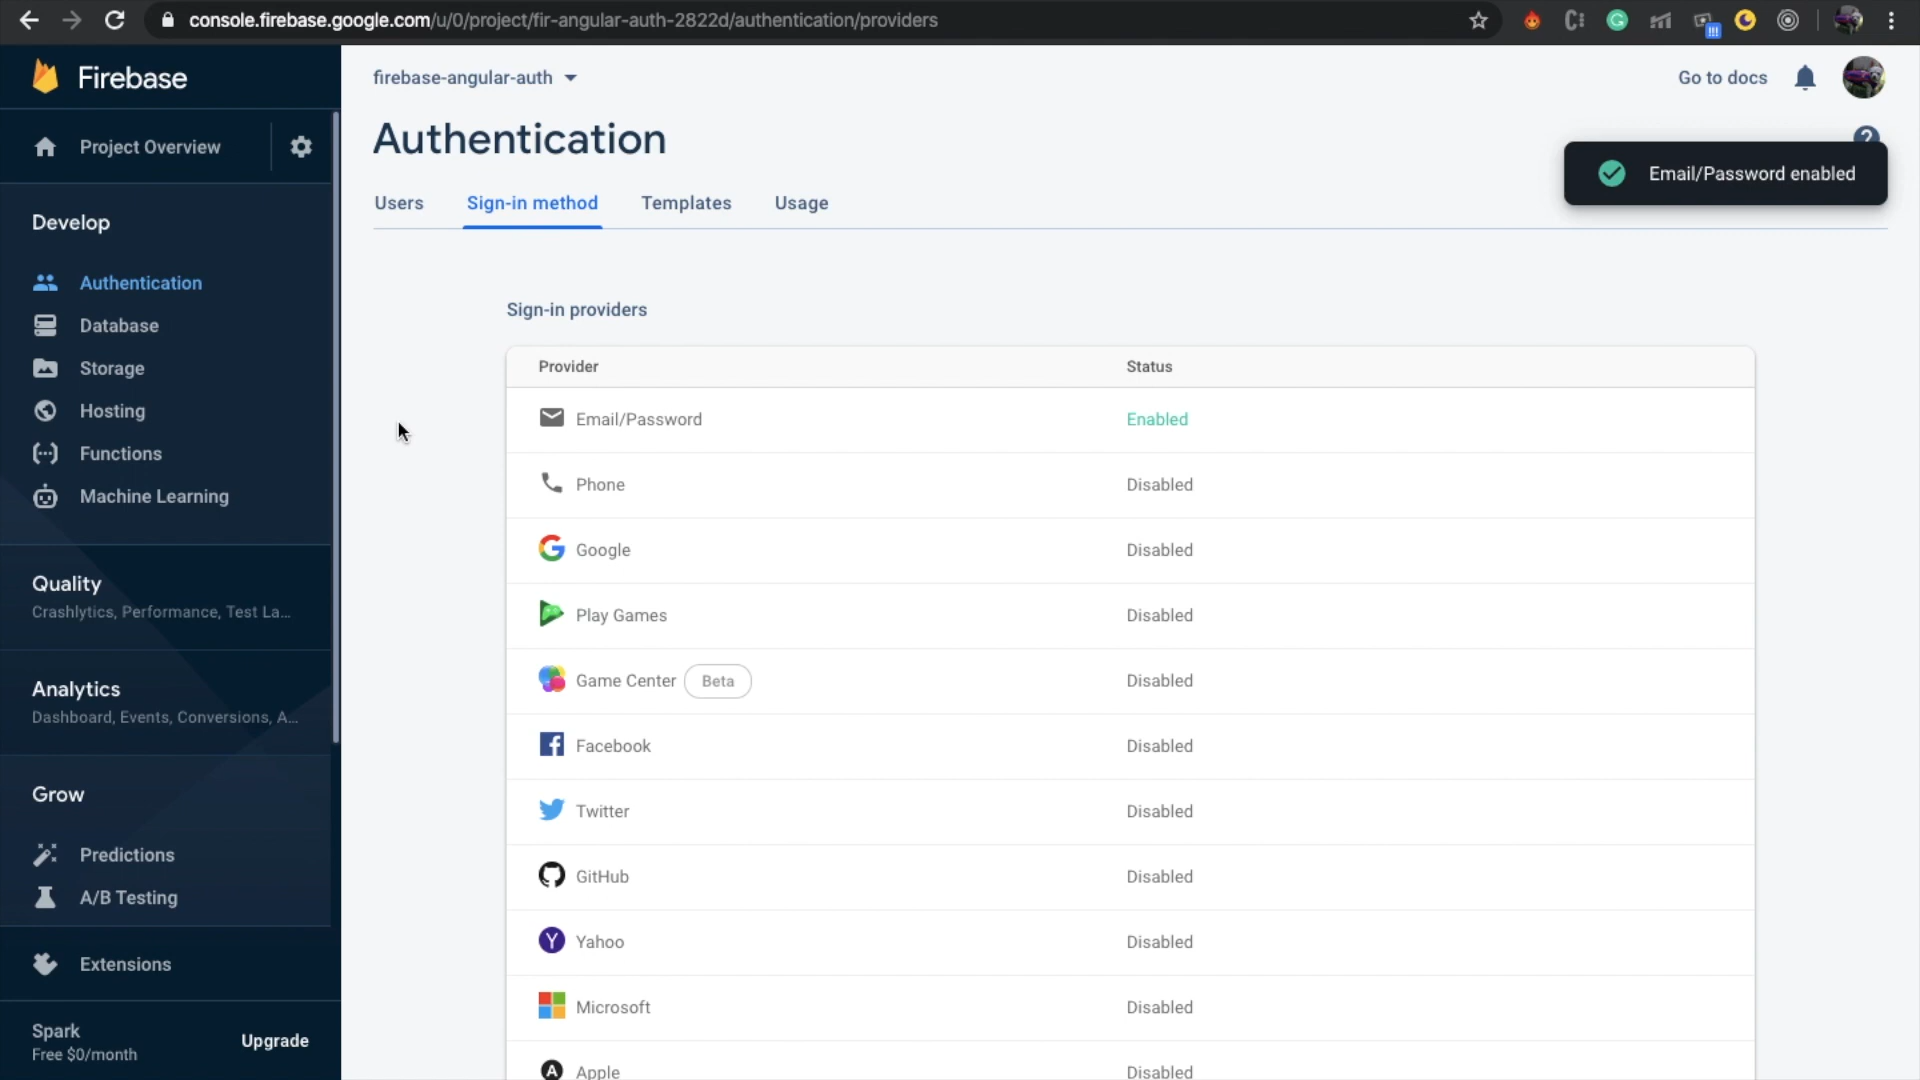 console.firebase.google.com/u/0/project/fir-angular-auth-2822d/authentication/providers
Firebase
firebase-angular-auth
Go to docs
Project Overview
Authentication
?
Email/Password enabled
Users
Sign-in method
Templates
Usage
Develop
Authentication
Database
Storage
Hosting
Functions
Machine Learning
Quality
Crashlytics, Performance, Test La...
Analytics
Dashboard, Events, Conversions, A...
Grow
Predictions
A/B Testing
Extensions
Spark
Free $0/month
Upgrade
Sign-in providers
Provider Status
Email/Password Enabled
Phone Disabled
Google Disabled
Play Games Disabled
Game Center Beta Disabled
Facebook Disabled
Twitter Disabled
GitHub Disabled
Yahoo Disabled
Microsoft Disabled
Apple Disabled